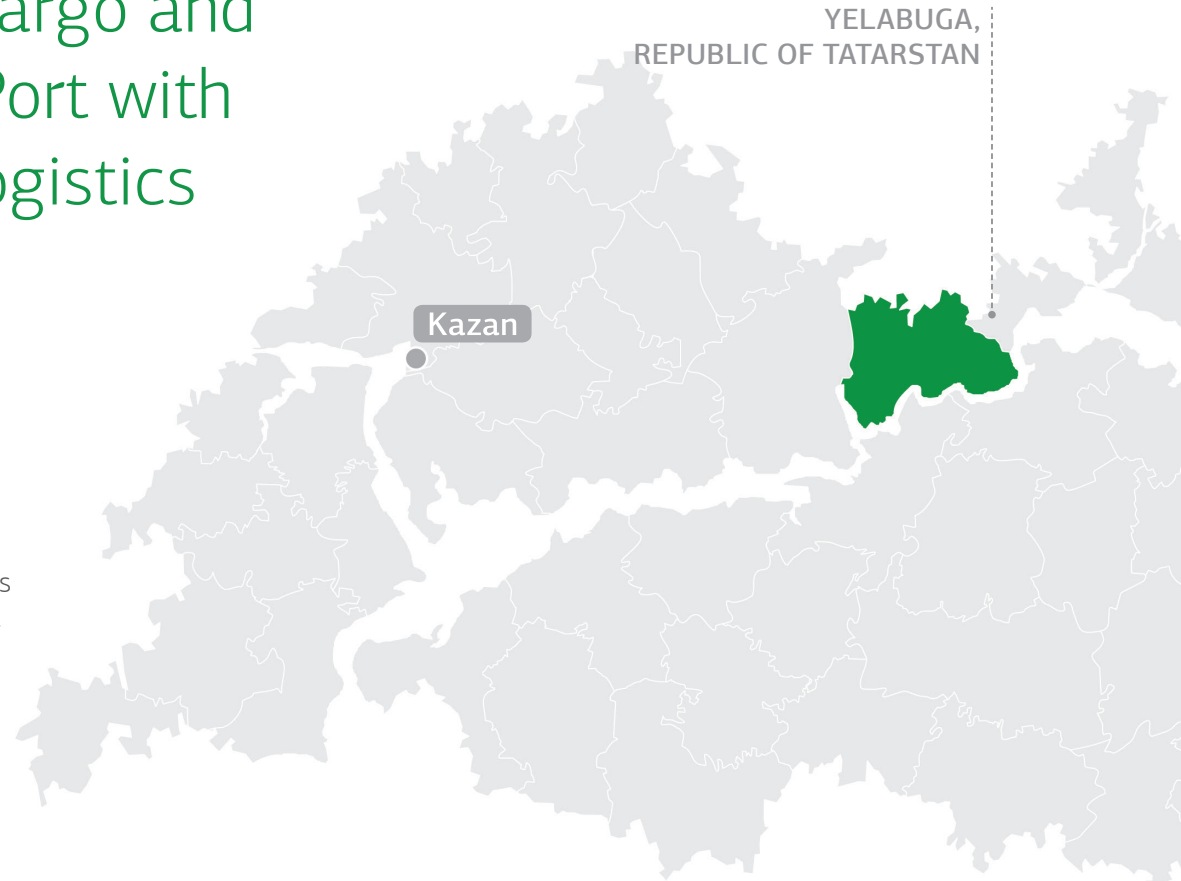 argo and
Port with
ogistics
YELABUGA,
REPUBLIC OF TATARSTAN
Kazan
s